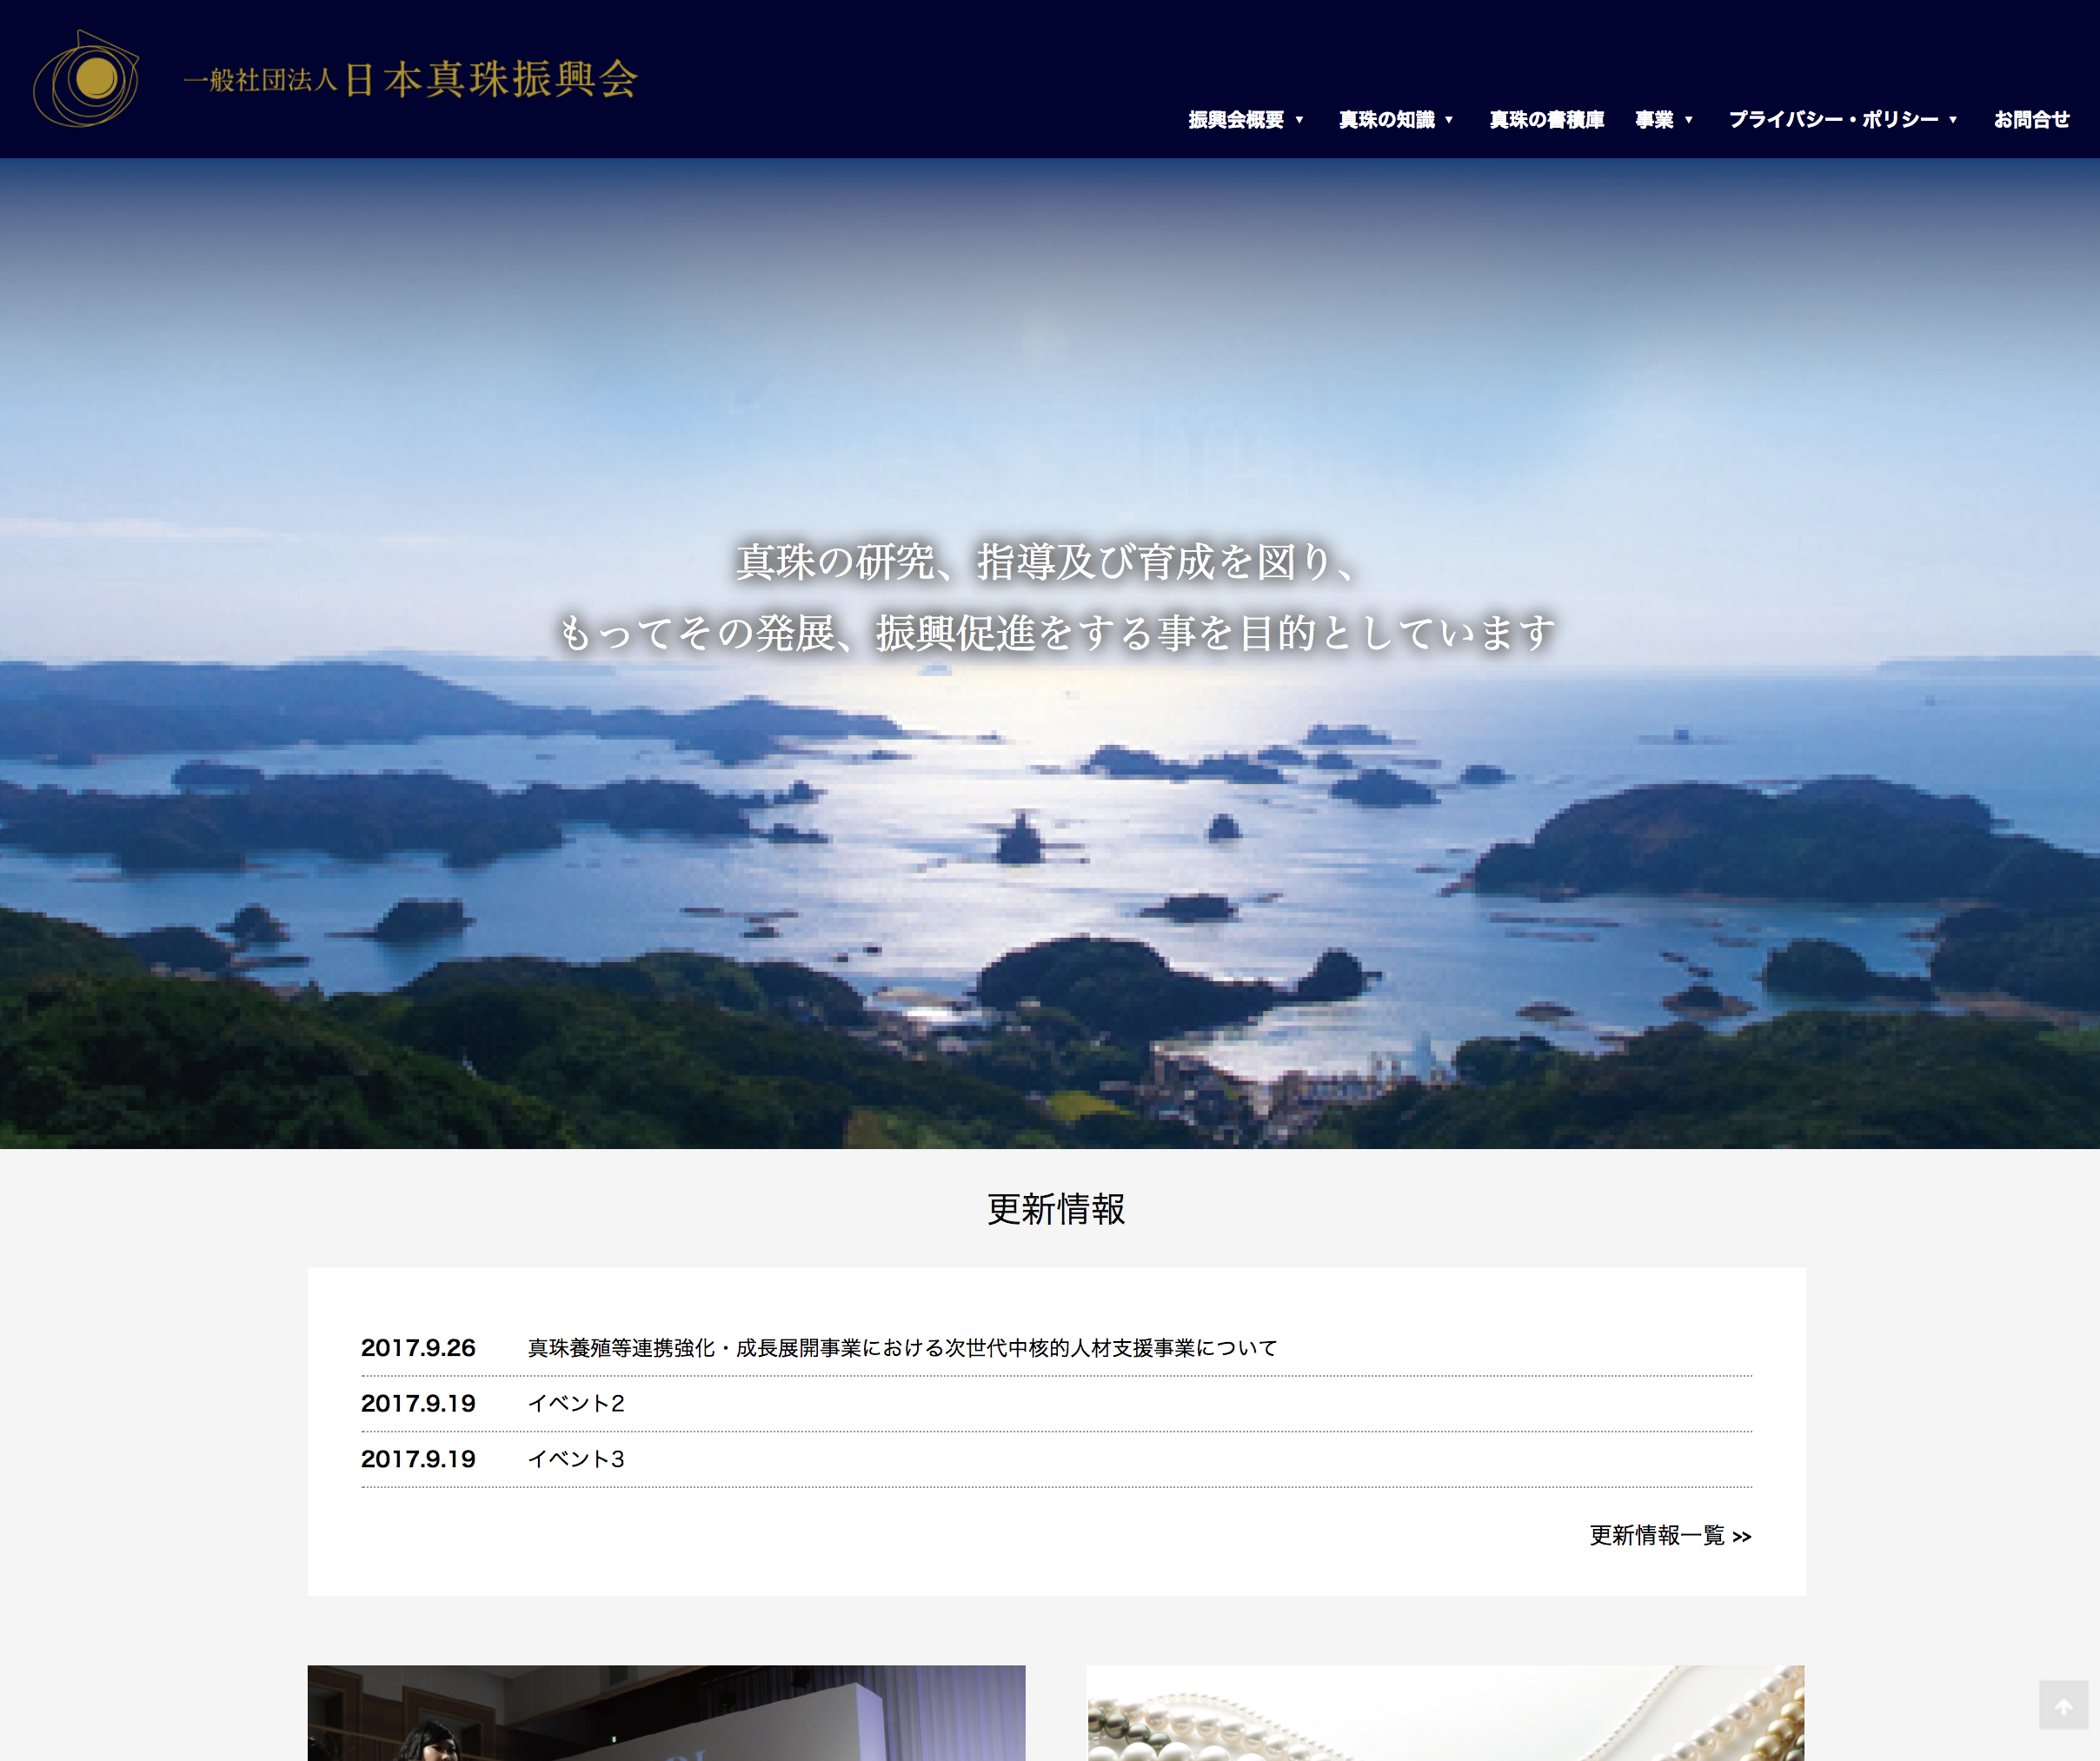 一般社団法人日本真珠振興会
振興会概要 ▼ 真珠の知識 ▼ 真珠の書積庫 事業 ▼ プライバシー・ポリシー ▼ お問合せ
真珠の研究、指導及び育成を図り、
もってその発展、振興促進をする事を目的としています
更新情報
2017.9.26 真珠養殖等連携強化・成長展開事業における次世代中核的人材支援事業について
2017.9.19 イベント2
2017.9.19 イベント3
更新情報一覧 >>